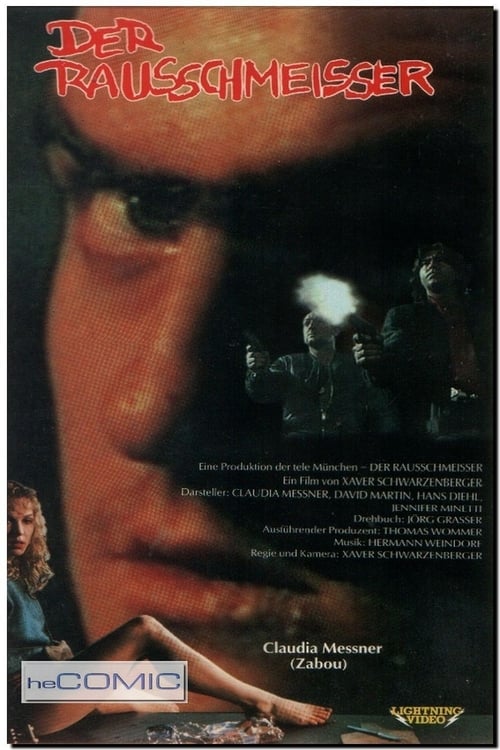 DER
RAUSSCHMEISSER
Eine Produktion der tele München – DER RAUSSCHMEISSER
Ein Film von XAVER SCHWARZENBERGER
Darsteller: CLAUDIA MESSNER, DAVID MARTIN, HANS DIEHL,
JENNIFER MINETTI
Drehbuch: JÖRG GRASSER
Ausführender Produzent: THOMAS WOMMER
Musik: HERMANN WEINDORF
Regie und Kamera: XAVER SCHWARZENBERGER
Claudia Messner
(Zabou)
heCOMIC
LIGHTNING
VIDEO